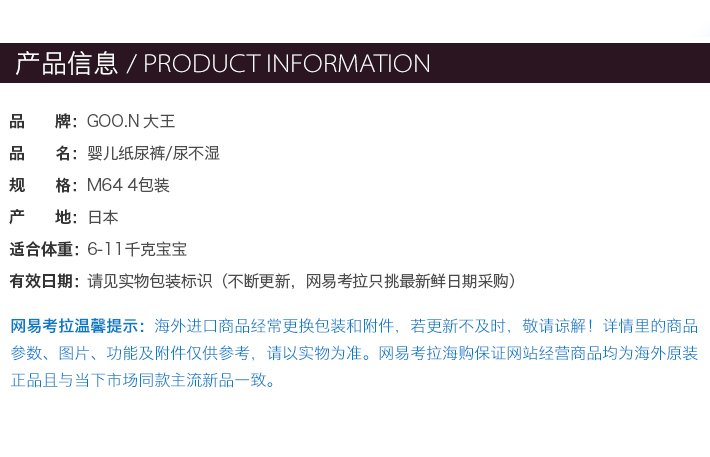 产品信息 / PRODUCT INFORMATION
品 牌：GOO.N 大王
品 名：婴儿纸尿裤/尿不湿
规 格：M64 4包装
产 地：日本
适合体重：6-11千克宝宝
有效日期：请见实物包装标识（不断更新，网易考拉只挑最新鲜日期采购）
网易考拉温馨提示：海外进口商品经常更换包装和附件，若更新不及时，敬请谅解！详情里的商品
参数、图片、功能及附件仅供参考，请以实物为准。网易考拉海购保证网站经营商品均为海外原装
正品且与当下市场同款主流新品一致。